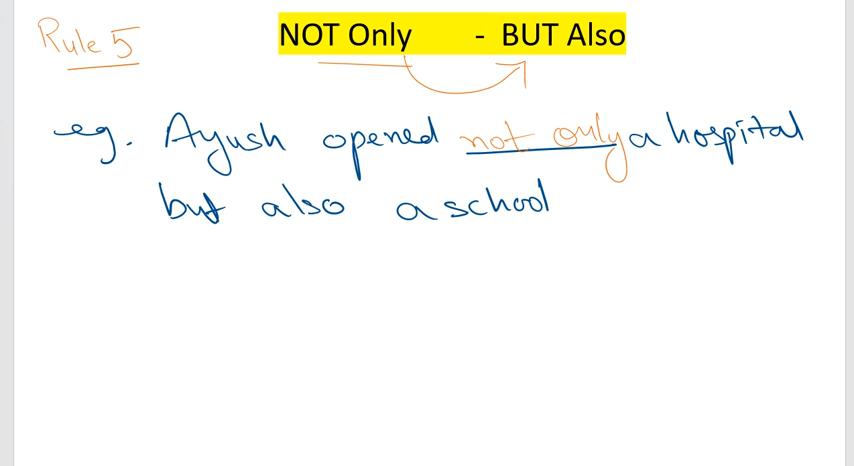 Rule 5
NOT Only - BUT Also
eg. Ayush opened not only a hospital
but also a school